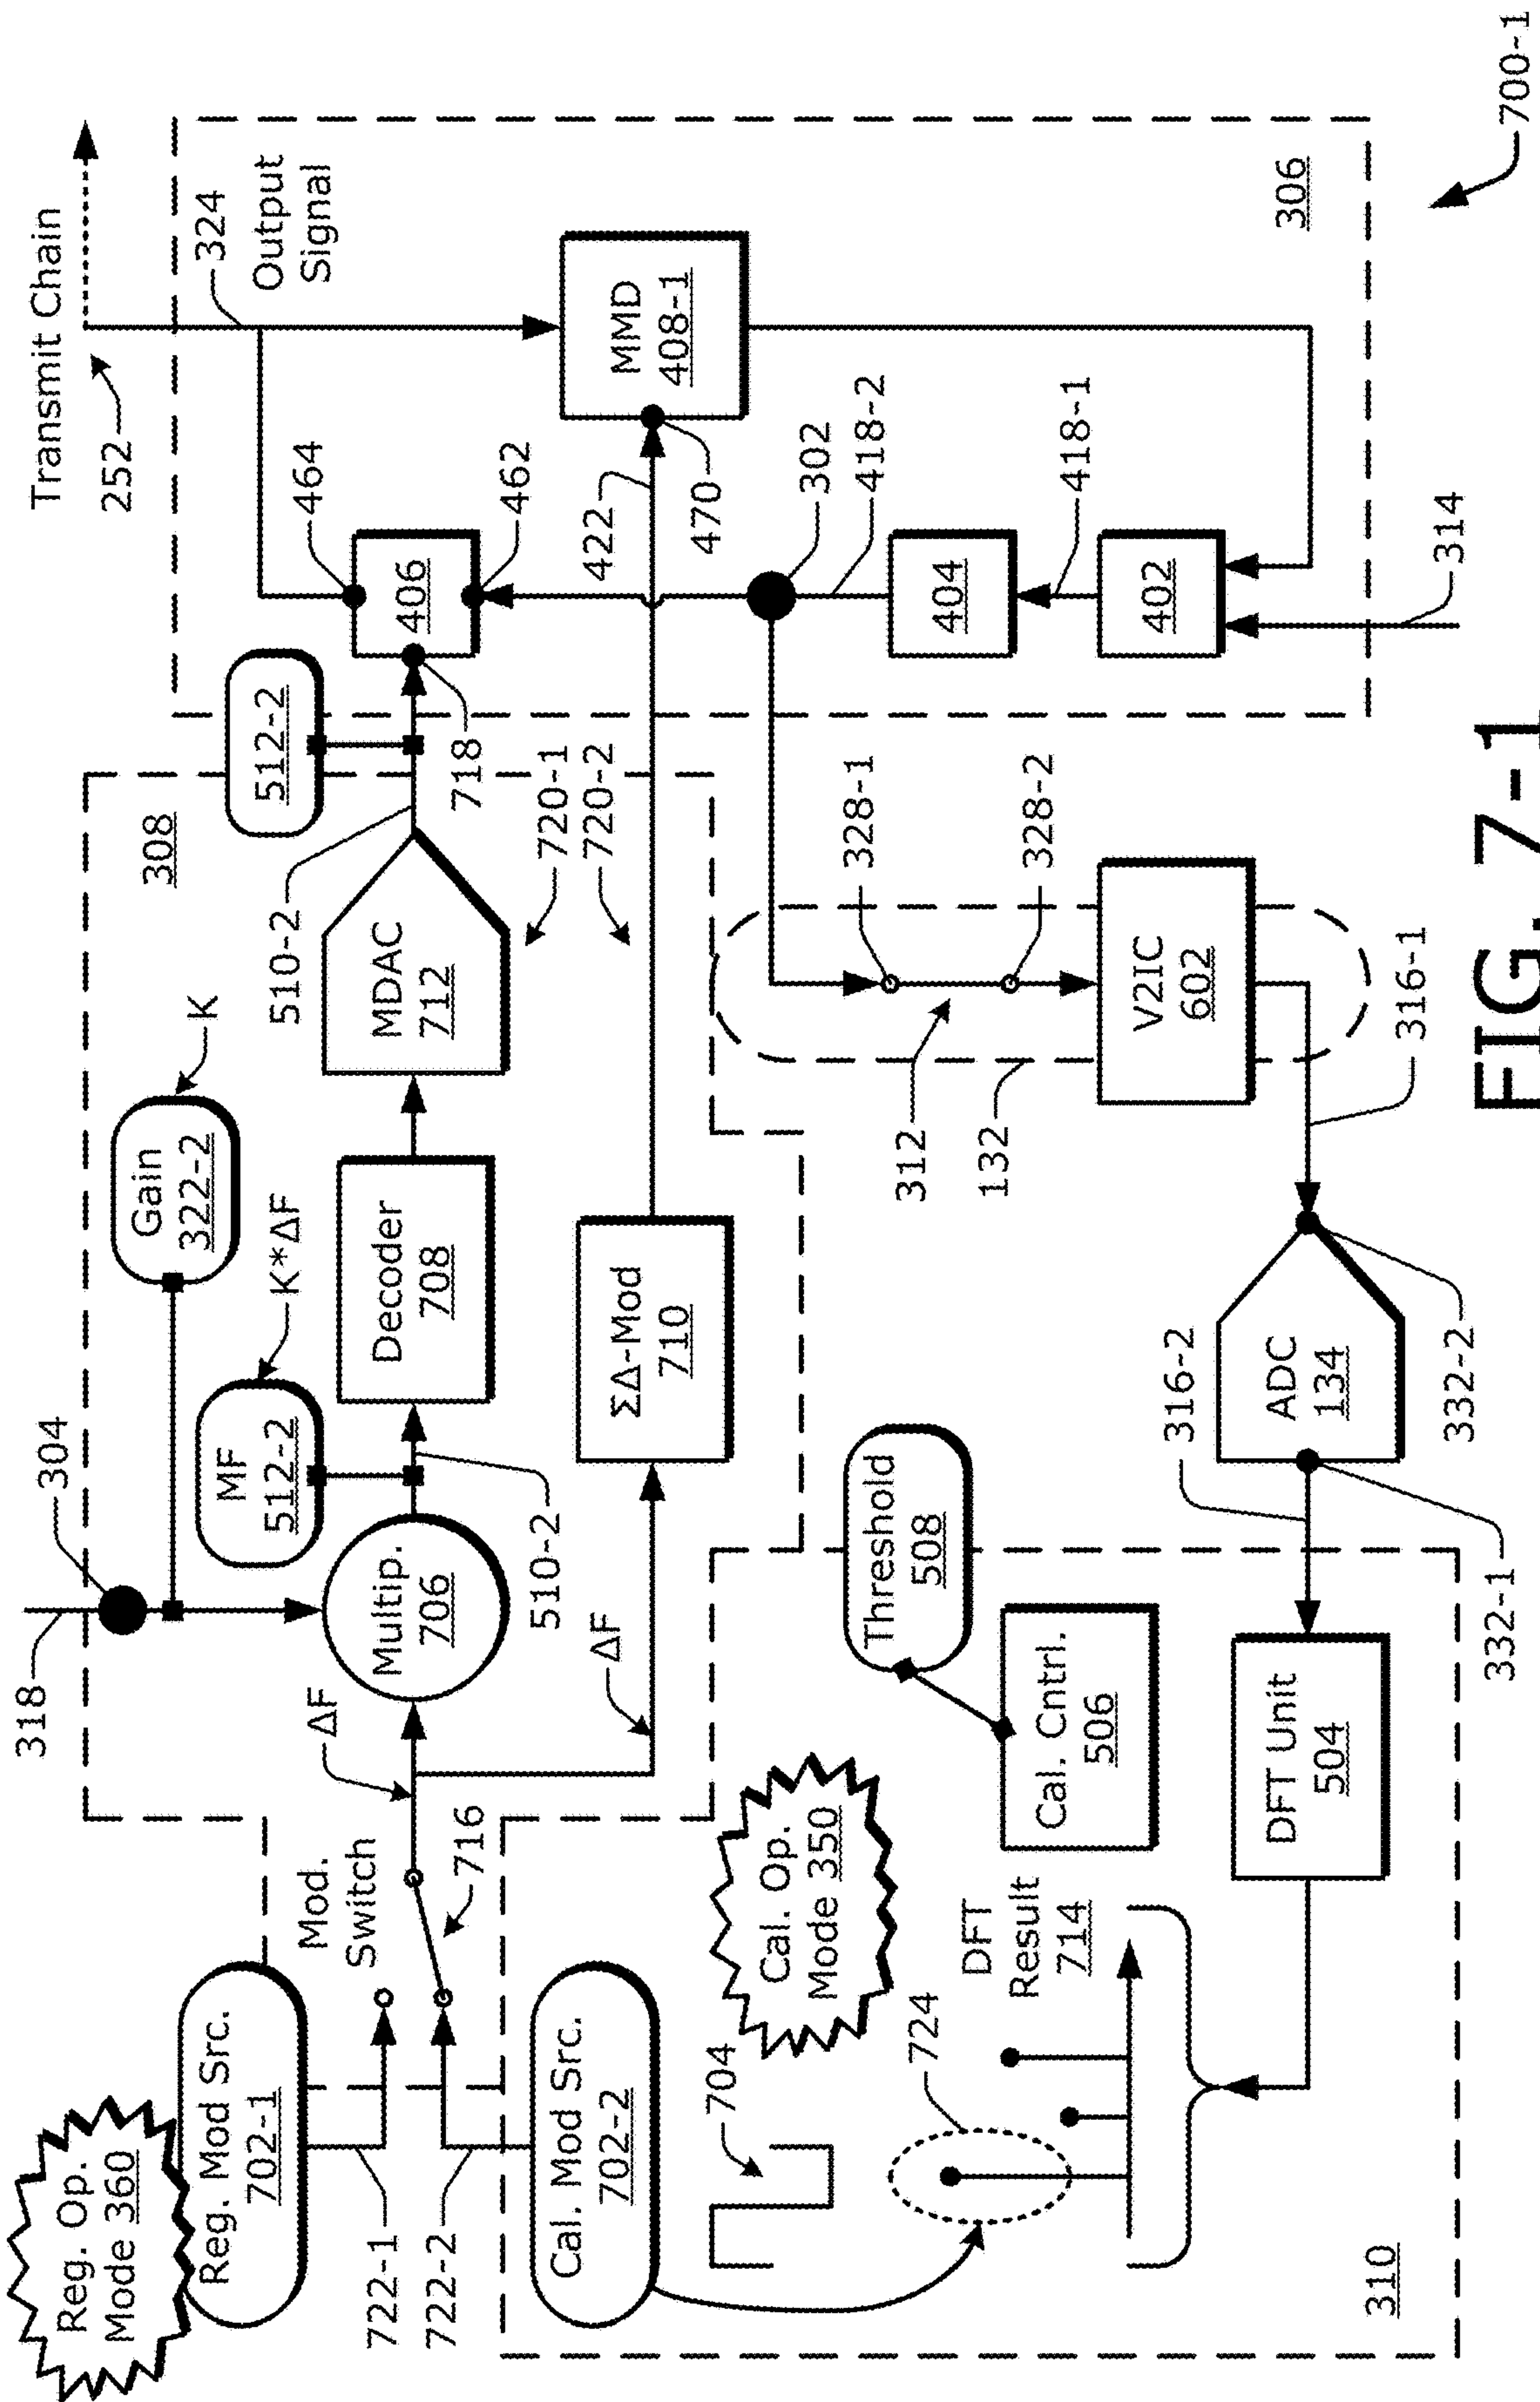 Reg. Op.
Mode 360
Reg. Mod Src.
702-1
722-1
722-2
Cal. Mod Src.
702-2
704
724
310
Mod.
Switch
716
318
304
ΔF
ΔF
Multip.
706
MF
512-2
K*ΔF
510-2
Gain
322-2
K
308
Decoder
708
ΣΔ-Mod
710
MDAC
712
510-2
512-2
718
720-1
720-2
Transmit Chain
252
324
Output
Signal
464
406
462
422
MMD
408-1
470
302
418-2
404
418-1
402
314
306
700-1
328-1
328-2
312
132
V2IC
602
316-1
ADC
134
332-2
316-2
332-1
Threshold
508
Cal. Cntrl.
506
DFT Unit
504
Cal. Op.
Mode 350
DFT
Result
714
FIG. 7-1